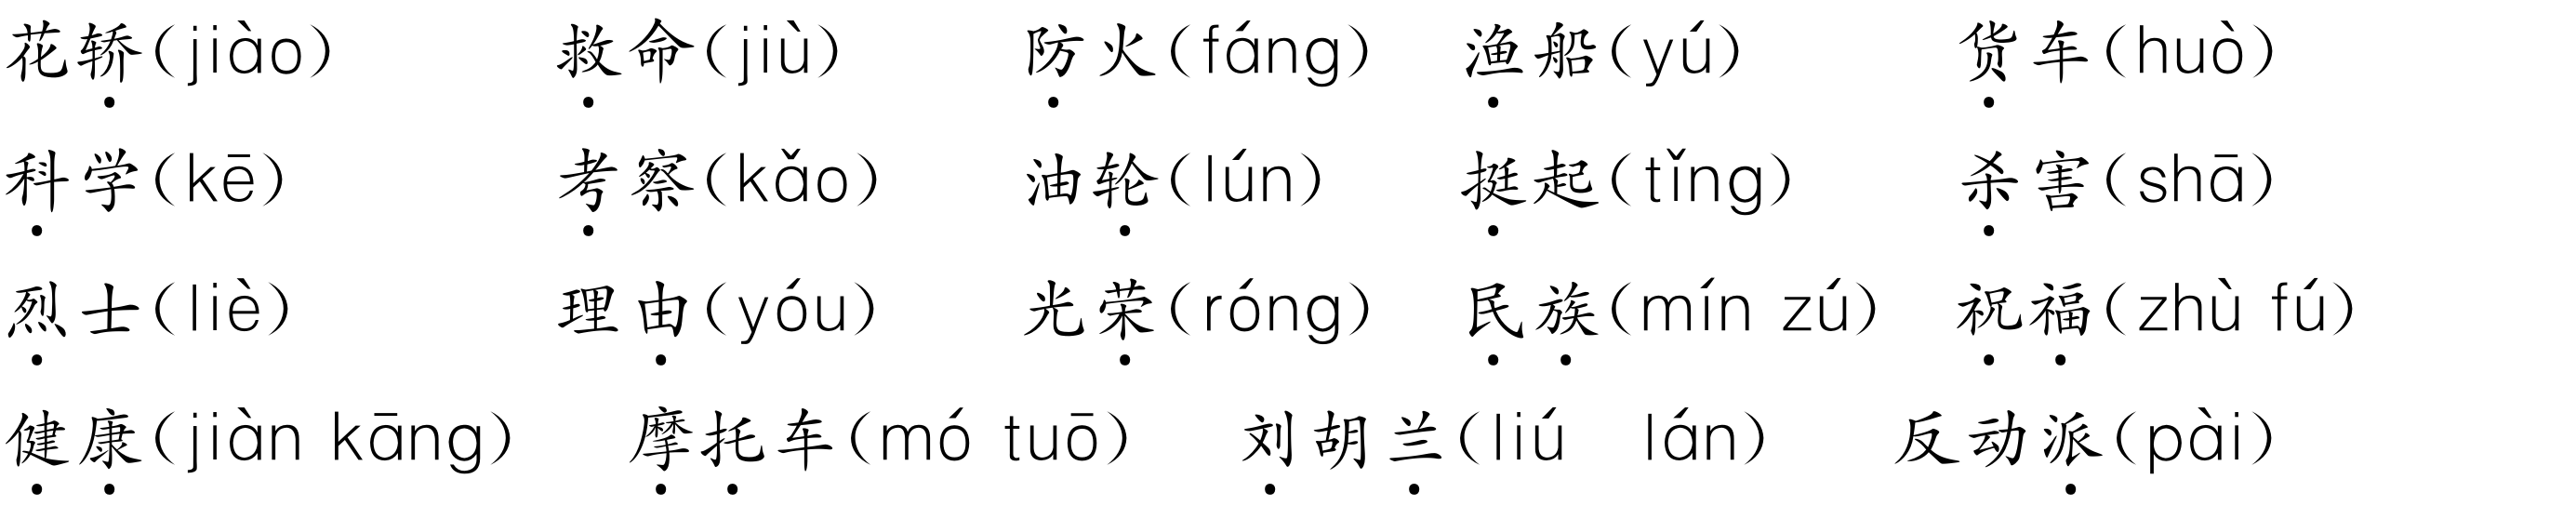 花轿(jiào) 救命(jiù) 防火(fáng) 渔船(yú) 货车(huò)
科学(kē) 考察(kǎo) 油轮(lún) 挺起(tǐng) 杀害(shā)
烈士(liè) 理由(yóu) 光荣(róng) 民族(mín zú) 祝福(zhù fú)
健康(jiàn kāng) 摩托车(mó tuō) 刘胡兰(liú lán) 反动派(pài)